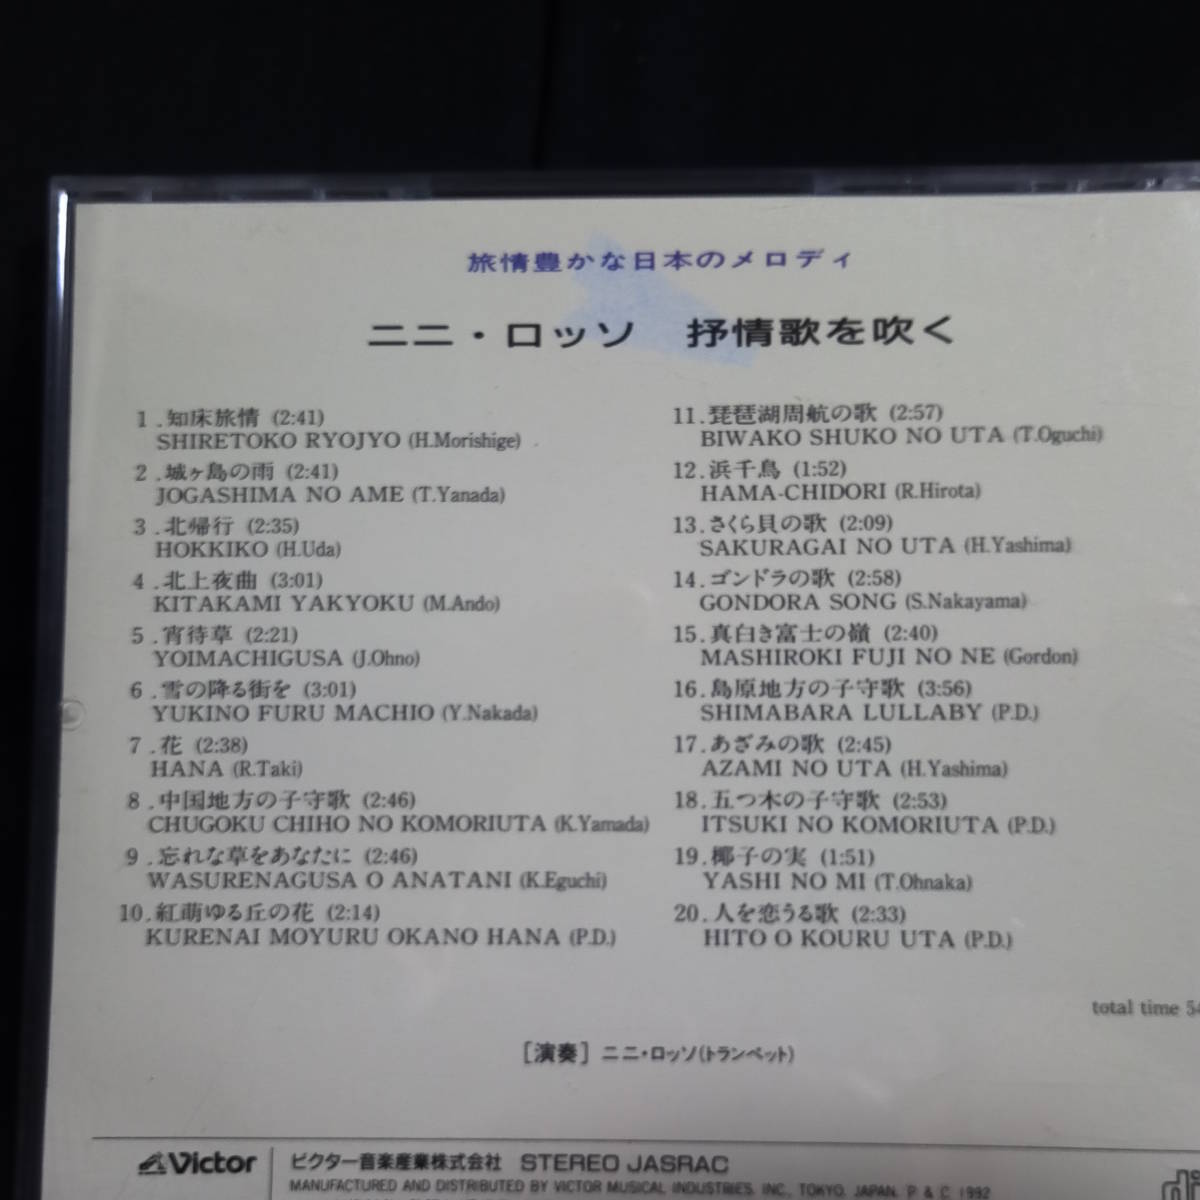 旅情豊かな日本のメロディ
ニニ・ロッソ 抒情歌を吹く
1.知床旅情 (2:41)
SHIRETOKO RYOJYO (H.Morishige)
2.城ヶ島の雨 (2:41)
JOGASHIMA NO AME (T.Yanada)
3.北帰行 (2:35)
HOKKIKO (H.Uda)
4.北上夜曲 (3:01)
KITAKAMI YAKYOKU (M.Ando)
5.宵待草 (2:21)
YOIMACHIGUSA (J.Ohno)
6.雪の降る街を (3:01)
YUKINO FURU MACHIO (Y.Nakada)
7.花 (2:38)
HANA (R.Taki)
8.中国地方の子守歌 (2:46)
CHUGOKU CHIHO NO KOMORIUTA (K.Yamada)
9.忘れな草をあなたに (2:46)
WASURENAGUSA O ANATANI (K.Eguchi)
10.紅萌ゆる丘の花 (2:14)
KURENAI MOYURU OKANO HANA (P.D.)
11.琵琶湖周航の歌 (2:57)
BIWAKO SHUKO NO UTA (T.Oguchi)
12.浜千鳥 (1:52)
HAMA-CHIDORI (R.Hirota)
13.さくら貝の歌 (2:09)
SAKURAGAI NO UTA (H.Yashima)
14.ゴンドラの歌 (2:58)
GONDORA SONG (S.Nakayama)
15.真白き富士の嶺 (2:40)
MASHIROKI FUJI NO NE (Gordon)
16.島原地方の子守歌 (3:56)
SHIMABARA LULLABY (P.D.)
17.あざみの歌 (2:45)
AZAMI NO UTA (H.Yashima)
18.五つ木の子守歌 (2:53)
ITSUKI NO KOMORIUTA (P.D.)
19.椰子の実 (1:51)
YASHI NO MI (T.Ohnaka)
20.人を恋うる歌 (2:33)
HITO O KOURU UTA (P.D.)
total time 54
[演奏] ニニ・ロッソ(トランペット)
Victor ビクター音楽産業株式会社 STEREO JASRAC
MANUFACTURED AND DISTRIBUTED BY VICTOR MUSICAL INDUSTRIES, INC., TOKYO, JAPAN. P & C 1992